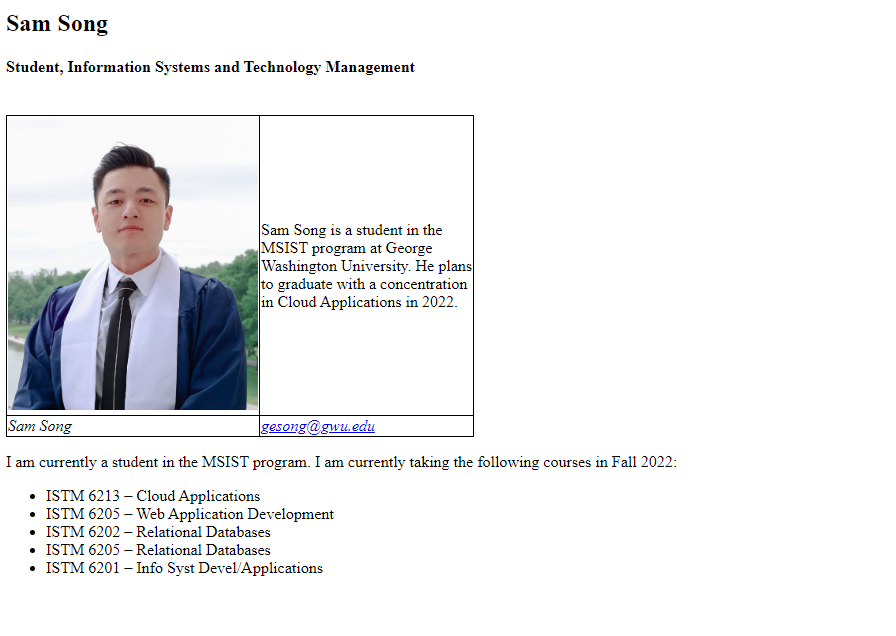 Sam Song
Student, Information Systems and Technology Management
Sam Song is a student in the
MSIST program at George
Washington University. He plans
to graduate with a concentration
in Cloud Applications in 2022.
Sam Song
gesong@gwu.edu
I am currently a student in the MSIST program. I am currently taking the following courses in Fall 2022:
• ISTM 6213 – Cloud Applications
• ISTM 6205 – Web Application Development
• ISTM 6202 – Relational Databases
• ISTM 6205 – Relational Databases
• ISTM 6201 – Info Syst Devel/Applications